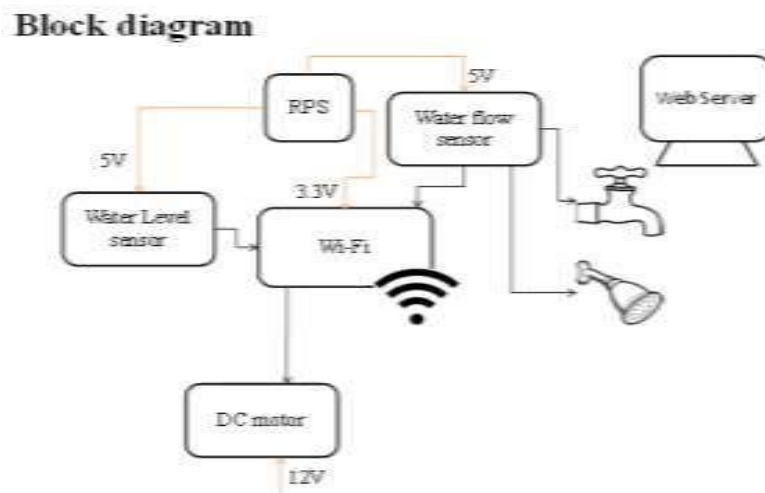 Block diagram
5V
RPS
Web Server
Water flow
sensor
5V
3.3V
Water Level
sensor
Wi-Fi
DC motor
12V